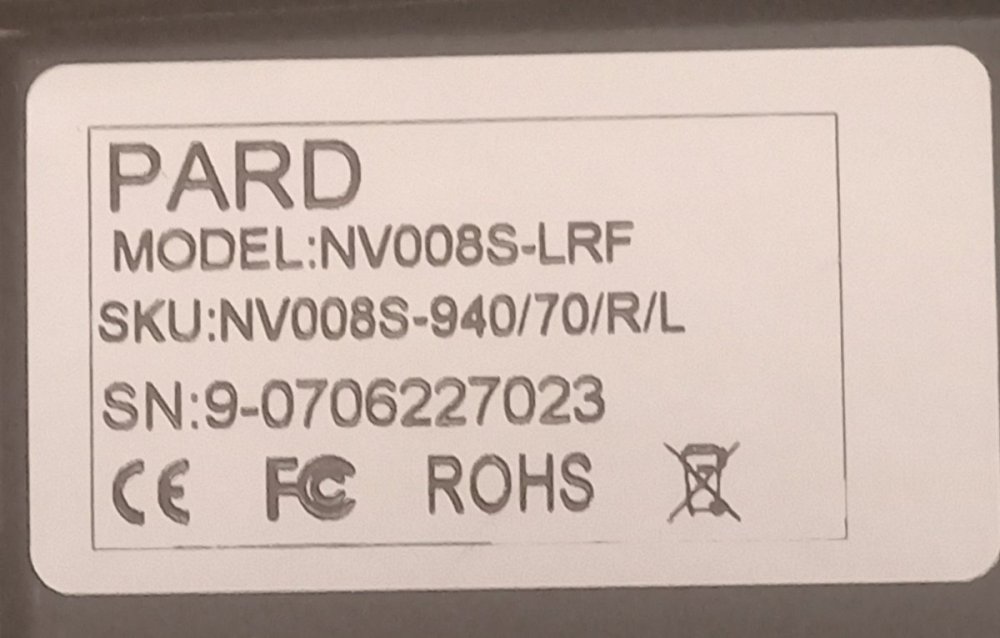 PARD
MODEL:NV008S-LRF
SKU:NV008S-940/70/R/L
SN:9-0706227023
CE FC ROHS